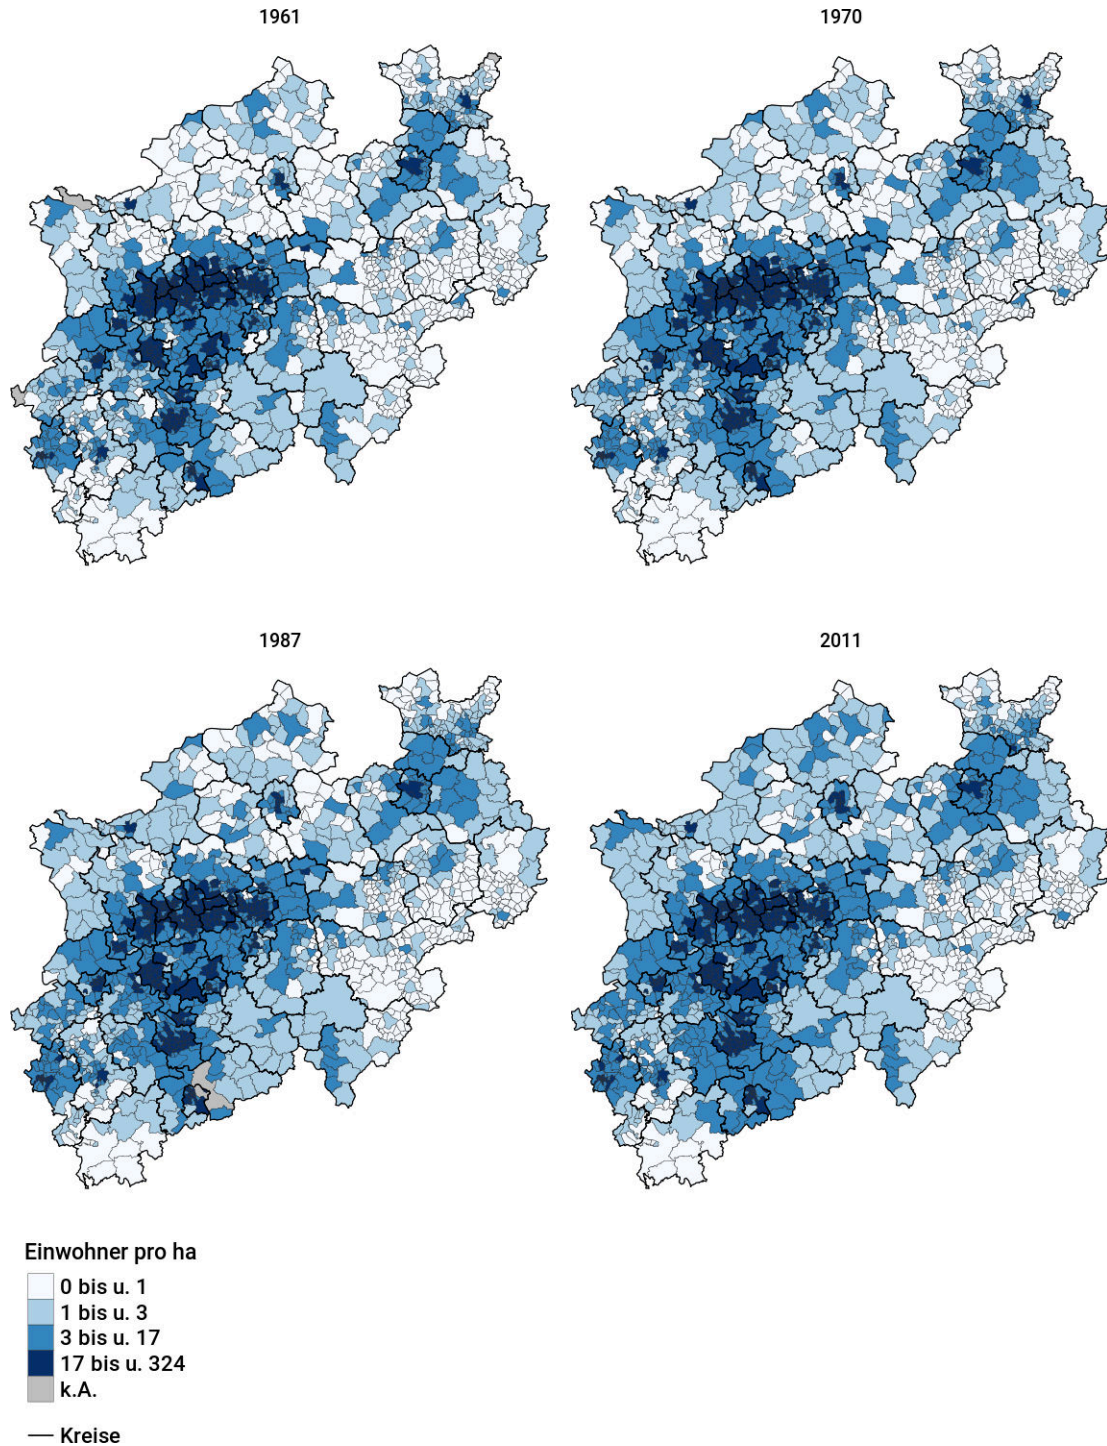 1961
1970
1987
2011
Einwohner pro ha
0 bis u. 1
1 bis u. 3
3 bis u. 17
17 bis u. 324
k.A.
Kreise